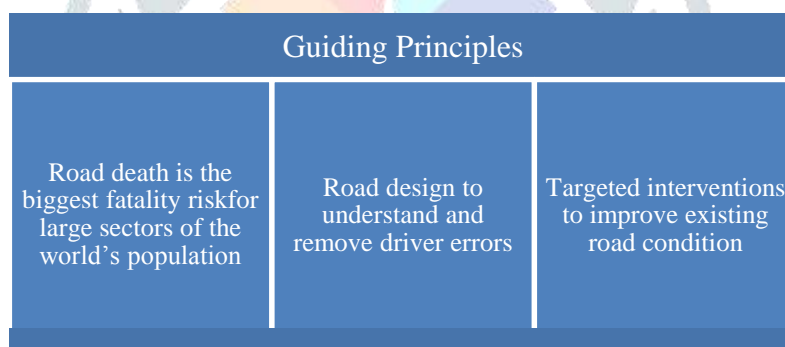 Guiding Principles
Road death is the
biggest fatality riskfor
large sectors of the
world's population
Road design to
understand and
remove driver errors
Targeted interventions
to improve existing
road condition